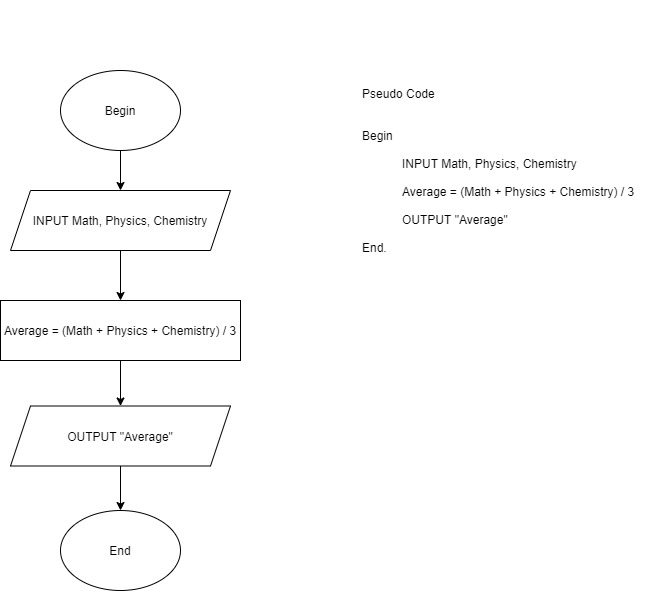 Begin
INPUT Math, Physics, Chemistry
Average = (Math + Physics + Chemistry) / 3
OUTPUT "Average"
End
Pseudo Code
Begin
INPUT Math, Physics, Chemistry
Average = (Math + Physics + Chemistry) / 3
OUTPUT "Average"
End.